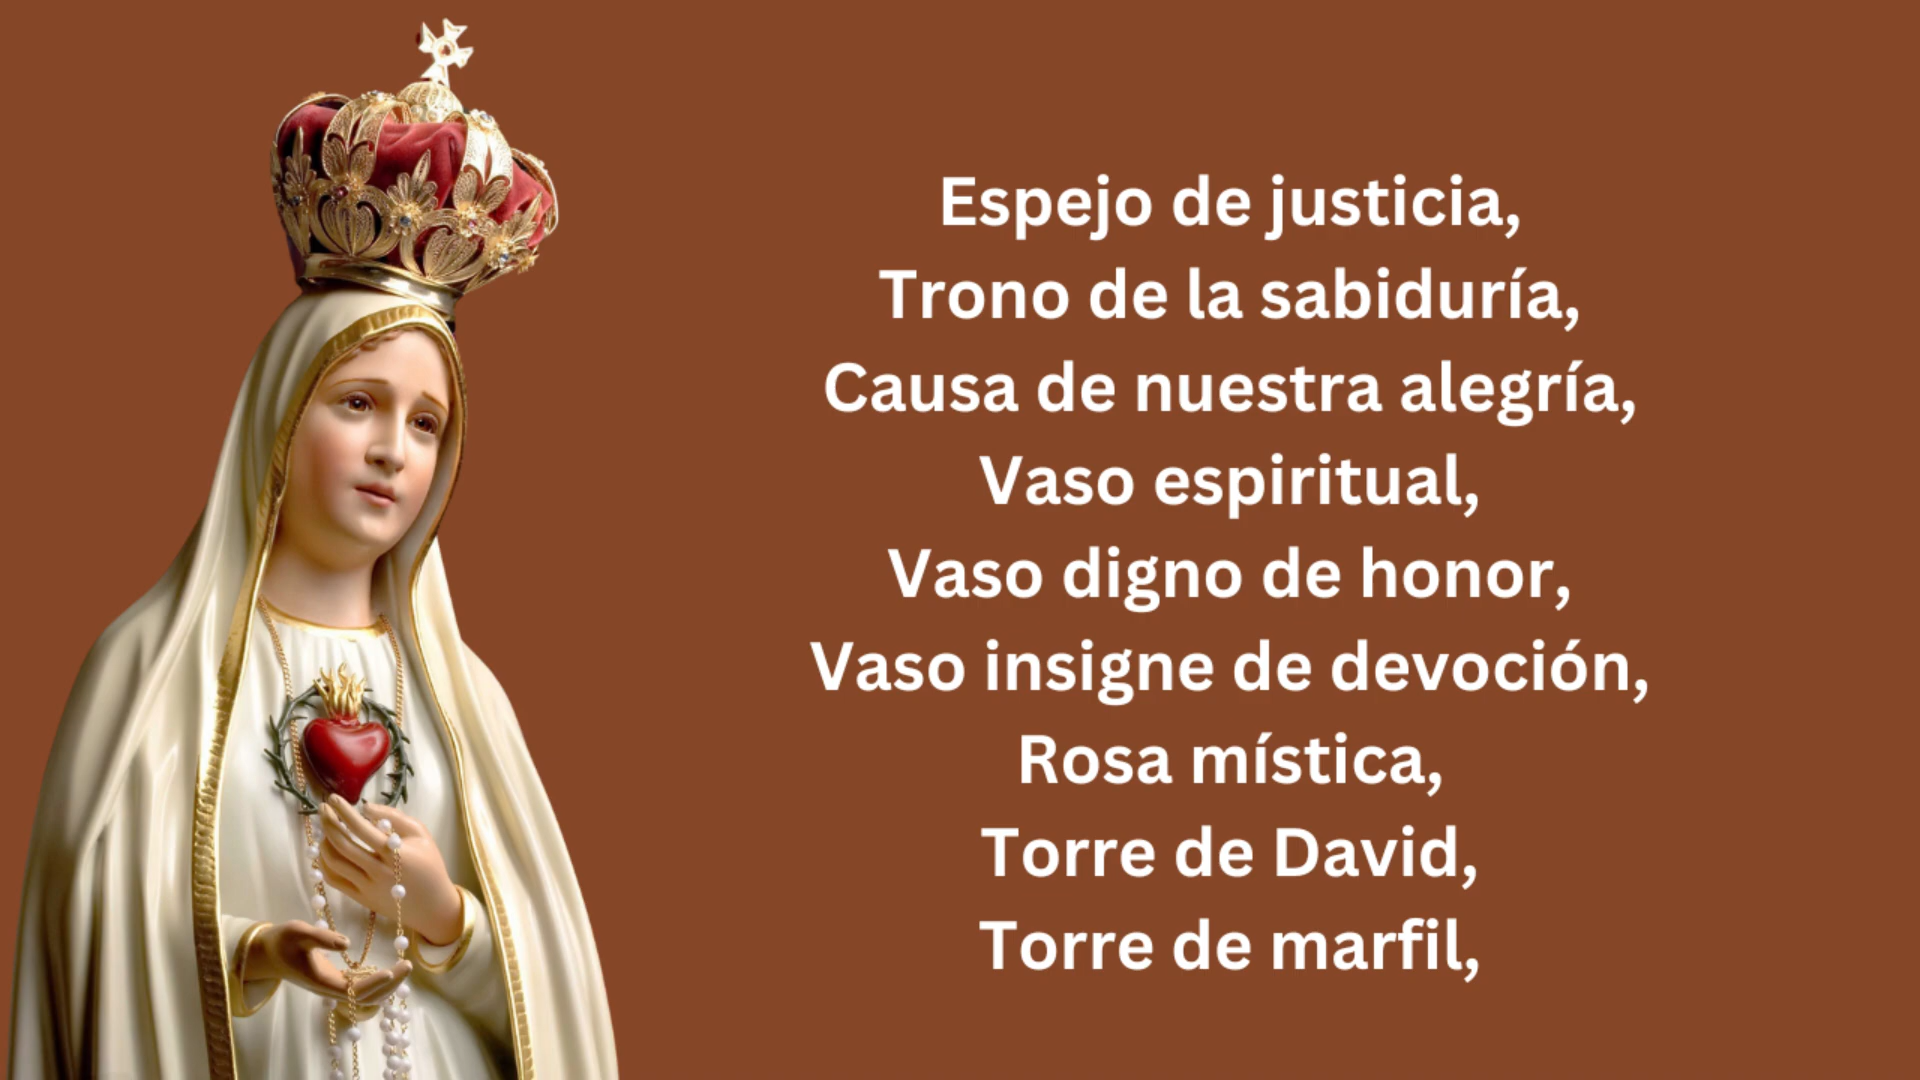 Espejo de justicia,
Trono de la sabiduría,
Causa de nuestra alegría,
Vaso espiritual,
Vaso digno de honor,
Vaso insigne de devoción,
Rosa mística,
Torre de David,
Torre de marfil,